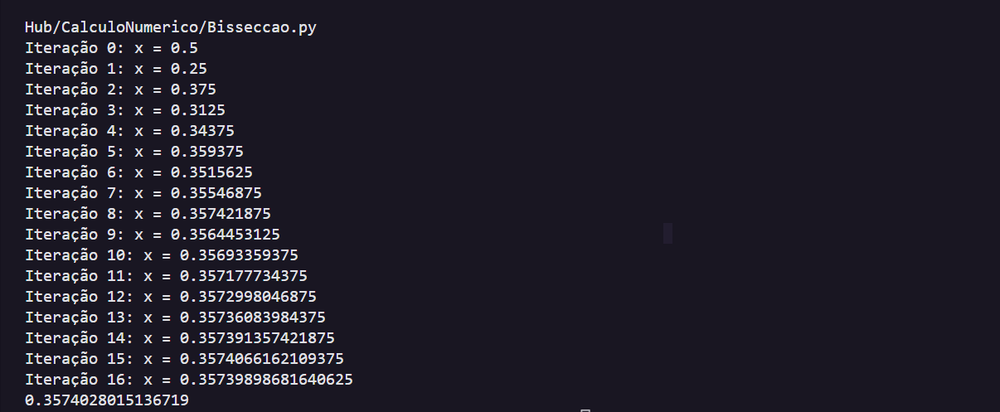 Hub/CalculoNumerico/Bisseccao.py
Iteração 0: x = 0.5
Iteração 1: x = 0.25
Iteração 2: x = 0.375
Iteração 3: x = 0.3125
Iteração 4: x = 0.34375
Iteração 5: x = 0.359375
Iteração 6: x = 0.3515625
Iteração 7: x = 0.35546875
Iteração 8: x = 0.357421875
Iteração 9: x = 0.3564453125
Iteração 10: x = 0.35693359375
Iteração 11: x = 0.357177734375
Iteração 12: x = 0.3572998046875
Iteração 13: x = 0.35736083984375
Iteração 14: x = 0.357391357421875
Iteração 15: x = 0.3574066162109375
Iteração 16: x = 0.35739898681640625
0.3574028015136719